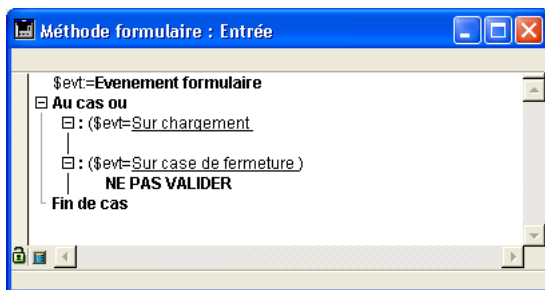 Méthode formulaire : Entrée
$evt:=Evenement formulaire
Au cas ou
: ($evt=Sur chargement
: ($evt=Sur case de fermeture )
NE PAS VALIDER
Fin de cas